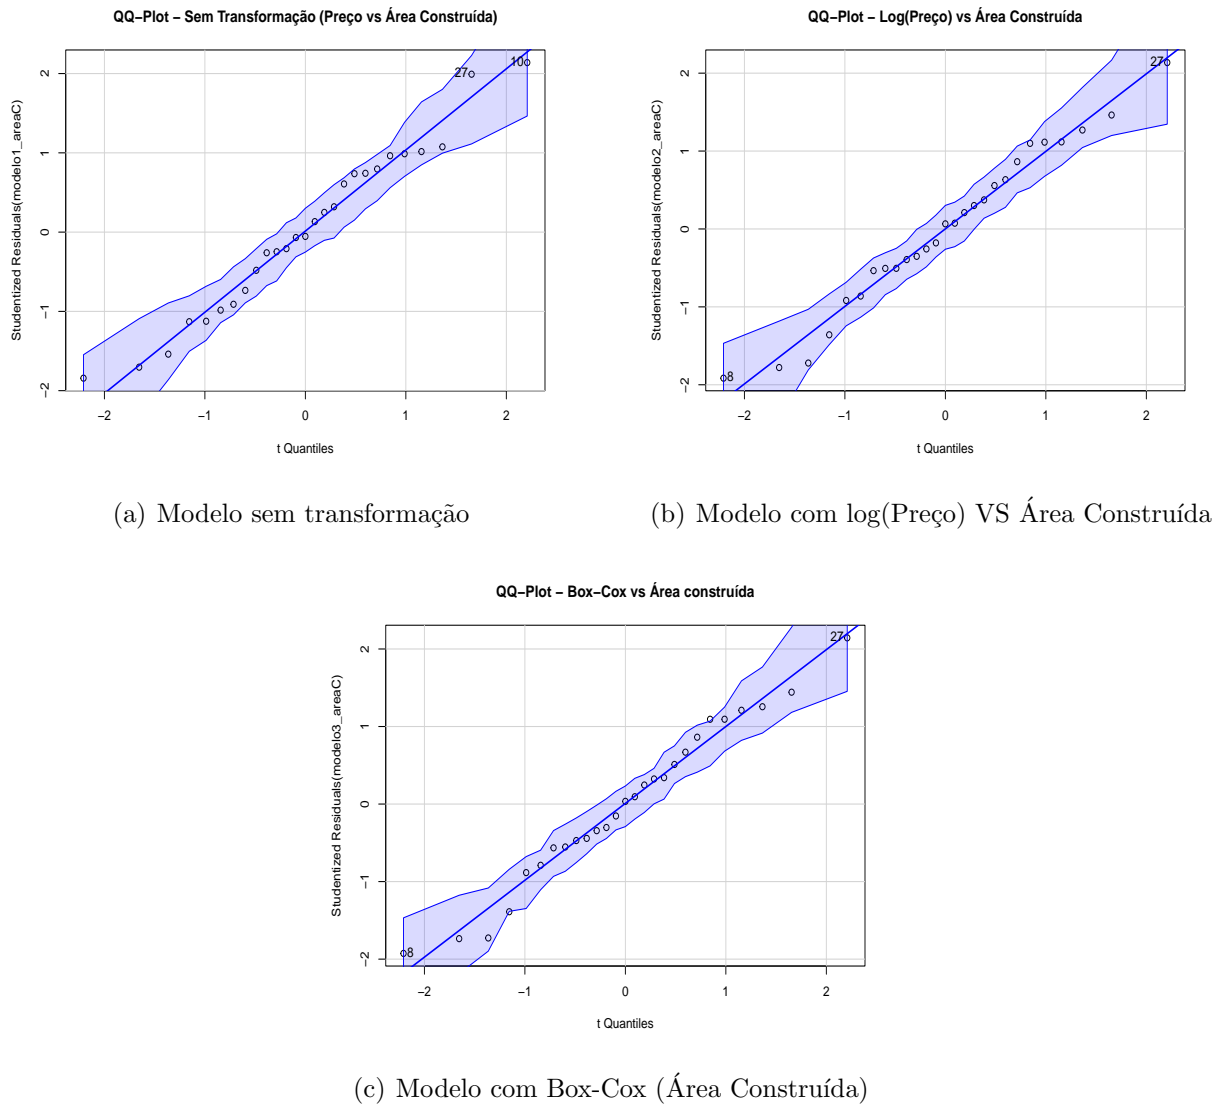 QQ−Plot − Sem Transformação (Preço vs Área Construída)
Studentized Residuals(modelo1_areaC)
2
1
0
−1
−2
27
10
−2 −1 0 1 2
t Quantiles
(a) Modelo sem transformação
QQ−Plot − Log(Preço) vs Área Construída
Studentized Residuals(modelo2_areaC)
2
1
0
−1
−2
27
8
−2 −1 0 1 2
t Quantiles
(b) Modelo com log(Preço) VS Área Construída
QQ−Plot − Box−Cox vs Área construída
Studentized Residuals(modelo3_areaC)
2
1
0
−1
−2
27
8
−2 −1 0 1 2
t Quantiles
(c) Modelo com Box-Cox (Área Construída)